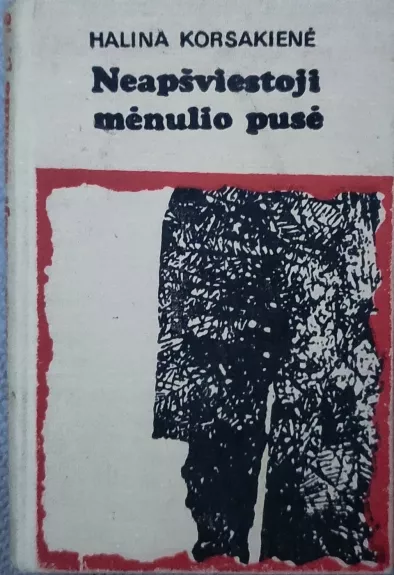 HALINA KORSAKIENĖ
Neapšviestoji
mėnulio pusė